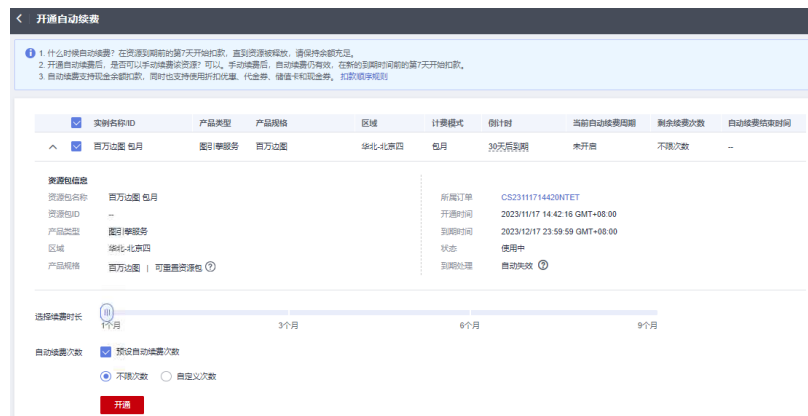 开通自动续费
1. 什么时候自动续费？在资源到期前的第7天开始扣款，直到资源被释放，请保持余额充足。
2. 开通自动续费后，是否可以手动续费该资源？可以。手动续费后，自动续费仍有效，在新的到期时间前的第7天开始扣款。
3. 自动续费支持现金余额扣款，同时也支持使用折扣优惠、代金券、储值卡和现金券。 扣款顺序规则
实例名称/ID 产品类型 产品规格 区域 计费模式 倒计时 当前自动续费周期 剩余续费次数 自动续费结束时间
百万边图 包月 图引擎服务 百万边图 华北-北京四 包月 30天后到期 未开启 不限次数 --
资源包信息
资源包名称 百万边图 包月 所属订单 CS23111714420NTET
资源包ID -- 开通时间 2023/11/17 14:42:16 GMT+08:00
产品类型 图引擎服务 到期时间 2023/12/17 23:59:59 GMT+08:00
区域 华北-北京四 状态 使用中
产品规格 百万边图 | 可重置资源包 ? 到期处理 自动失效 ?
选择续费时长 1个月 3个月 6个月 9个月
自动续费次数 预设自动续费次数
不限次数 自定义次数
开通